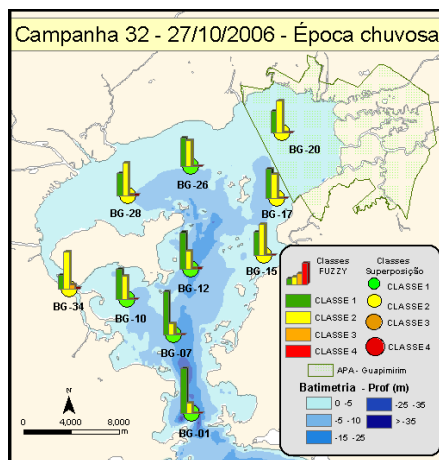 Campanha 32 - 27/10/2006 - Época chuvosa
BG -20
BG -26
BG -28
BG -17
BG -15
BG-34
BG -12
BG -10
BG -07
BG -01
Classes
FUZZY
Classes
Superposição
CLASSE 1
CLASSE 2
CLASSE 3
CLASSE 4
CLASSE 1
CLASSE 2
CLASSE 3
CLASSE 4
APA - Guapimirim
Batimetria - Prof (m)
0 -5
-5 -10
-15 -25
-25 -35
>-35
N
4,000
0
4,000
m